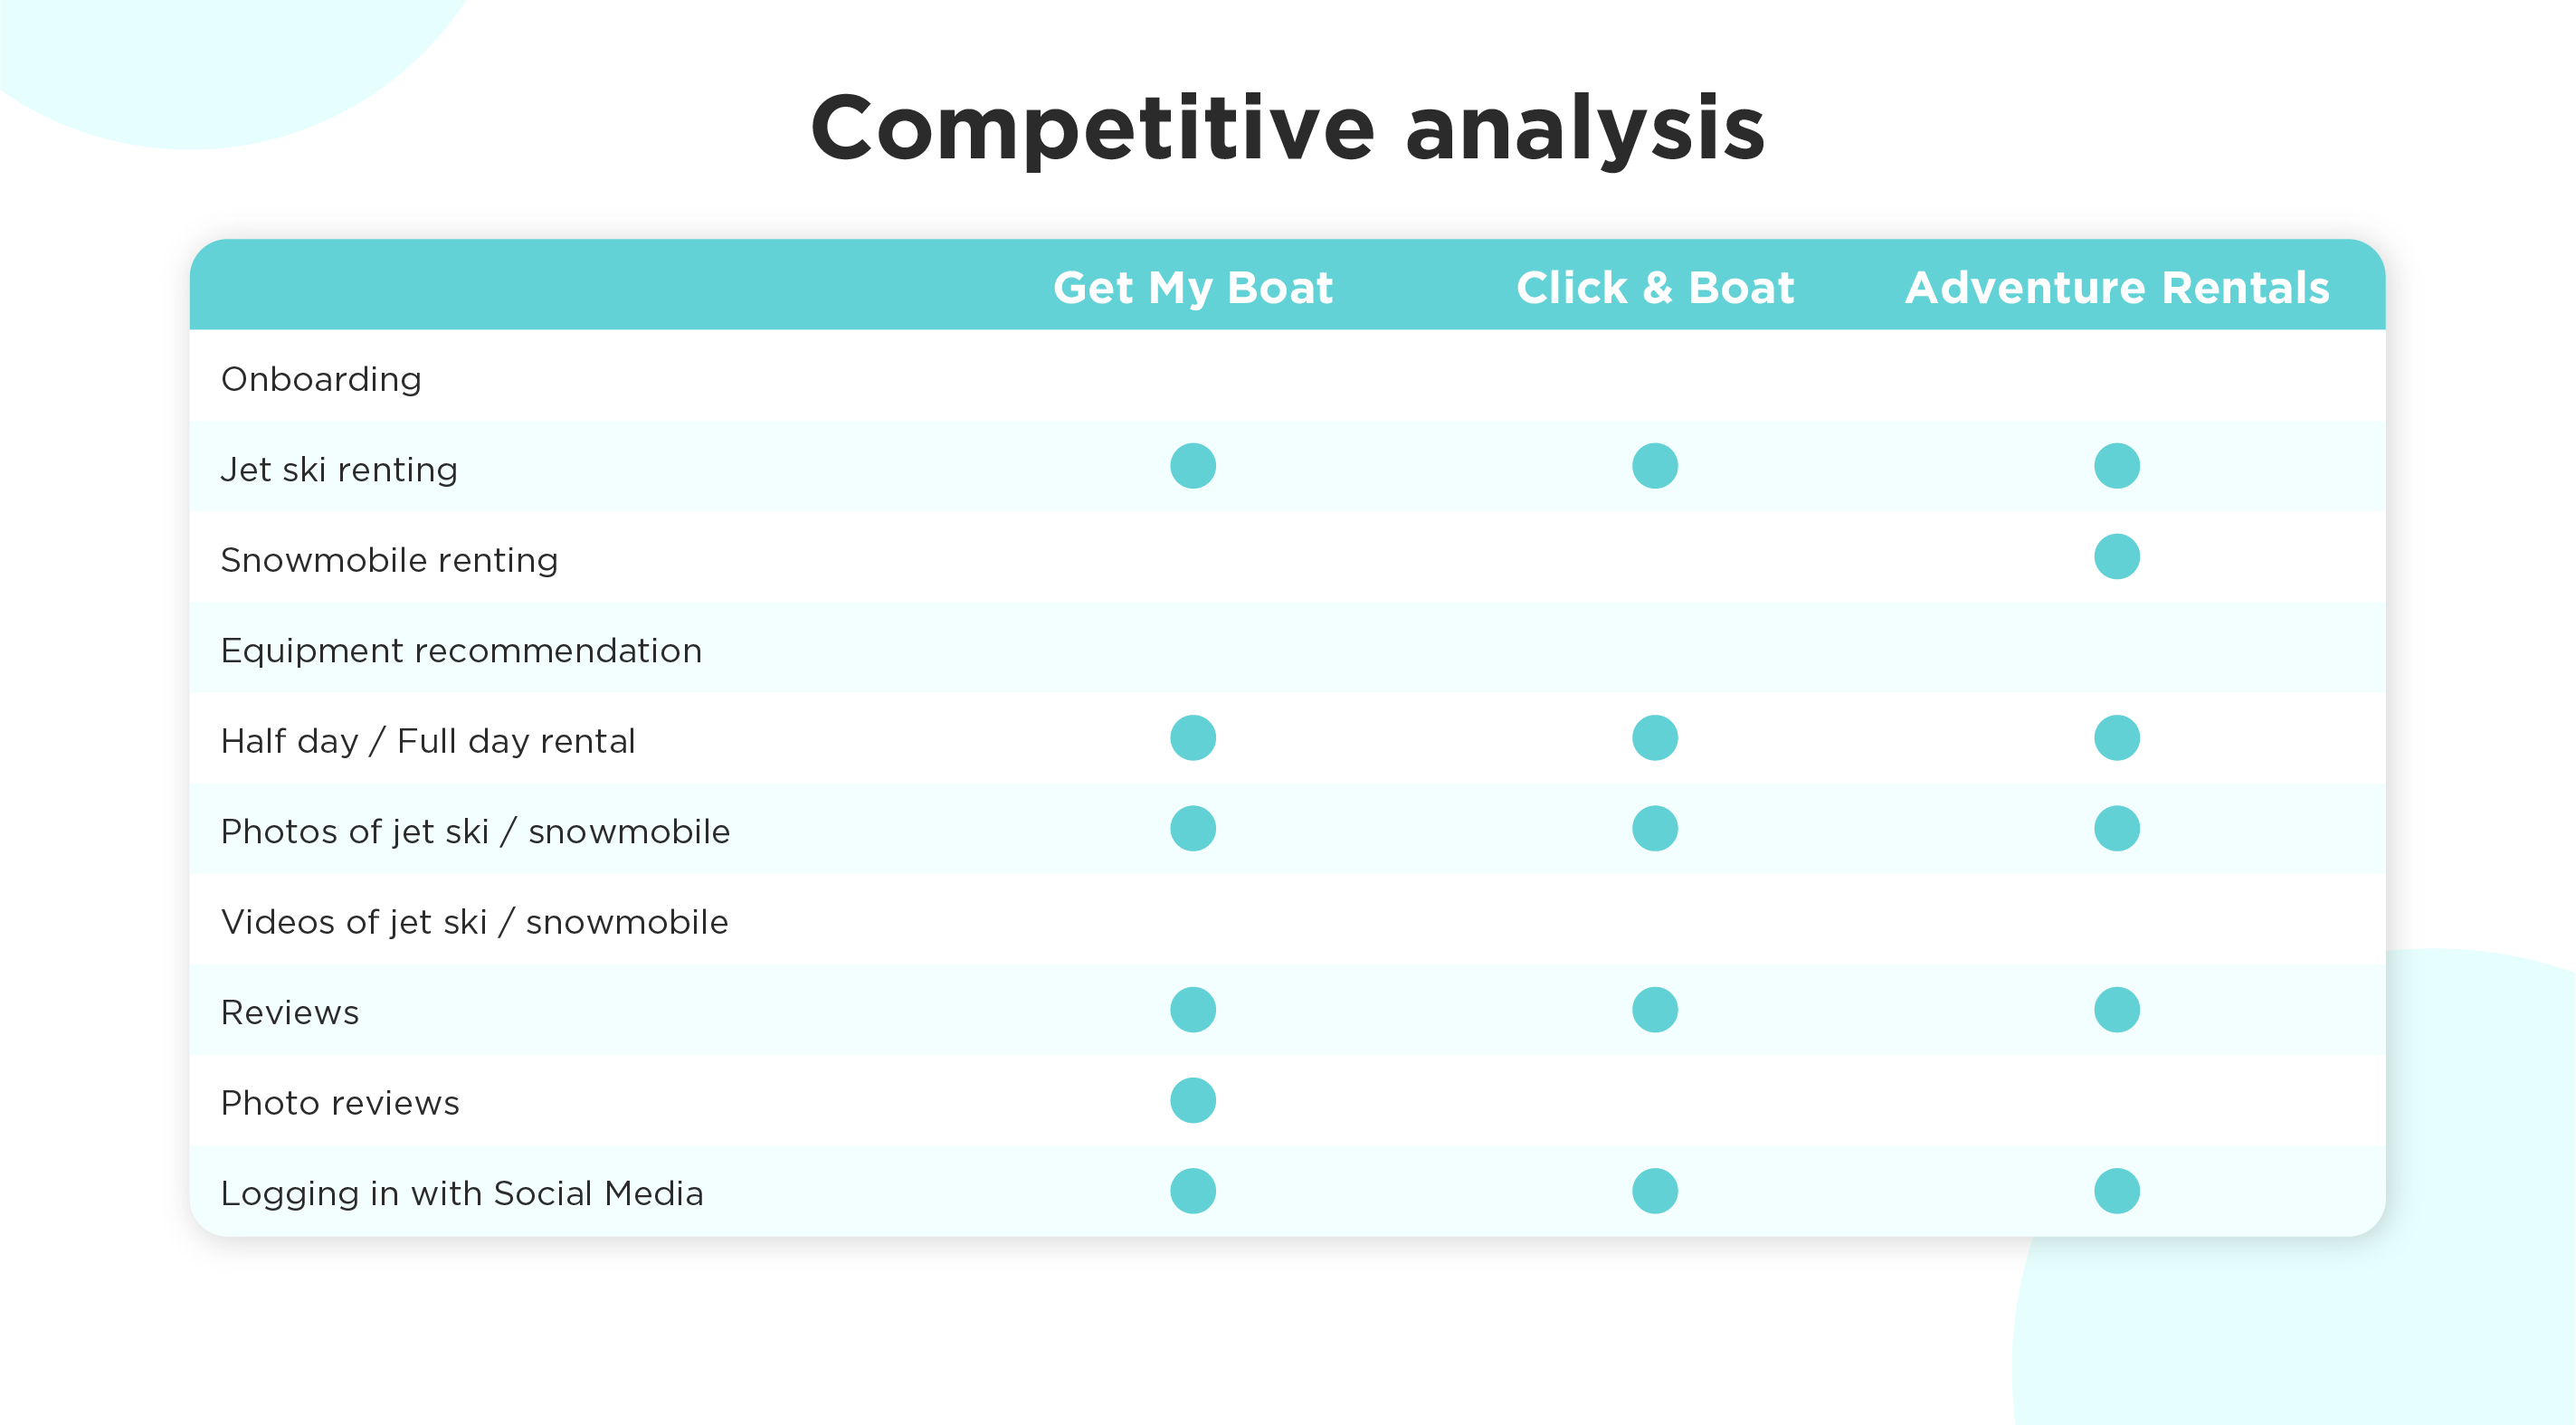 Competitive analysis
Get My Boat Click & Boat Adventure Rentals
Onboarding
Jet ski renting
Snowmobile renting
Equipment recommendation
Half day / Full day rental
Photos of jet ski / snowmobile
Videos of jet ski / snowmobile
Reviews
Photo reviews
Logging in with Social Media